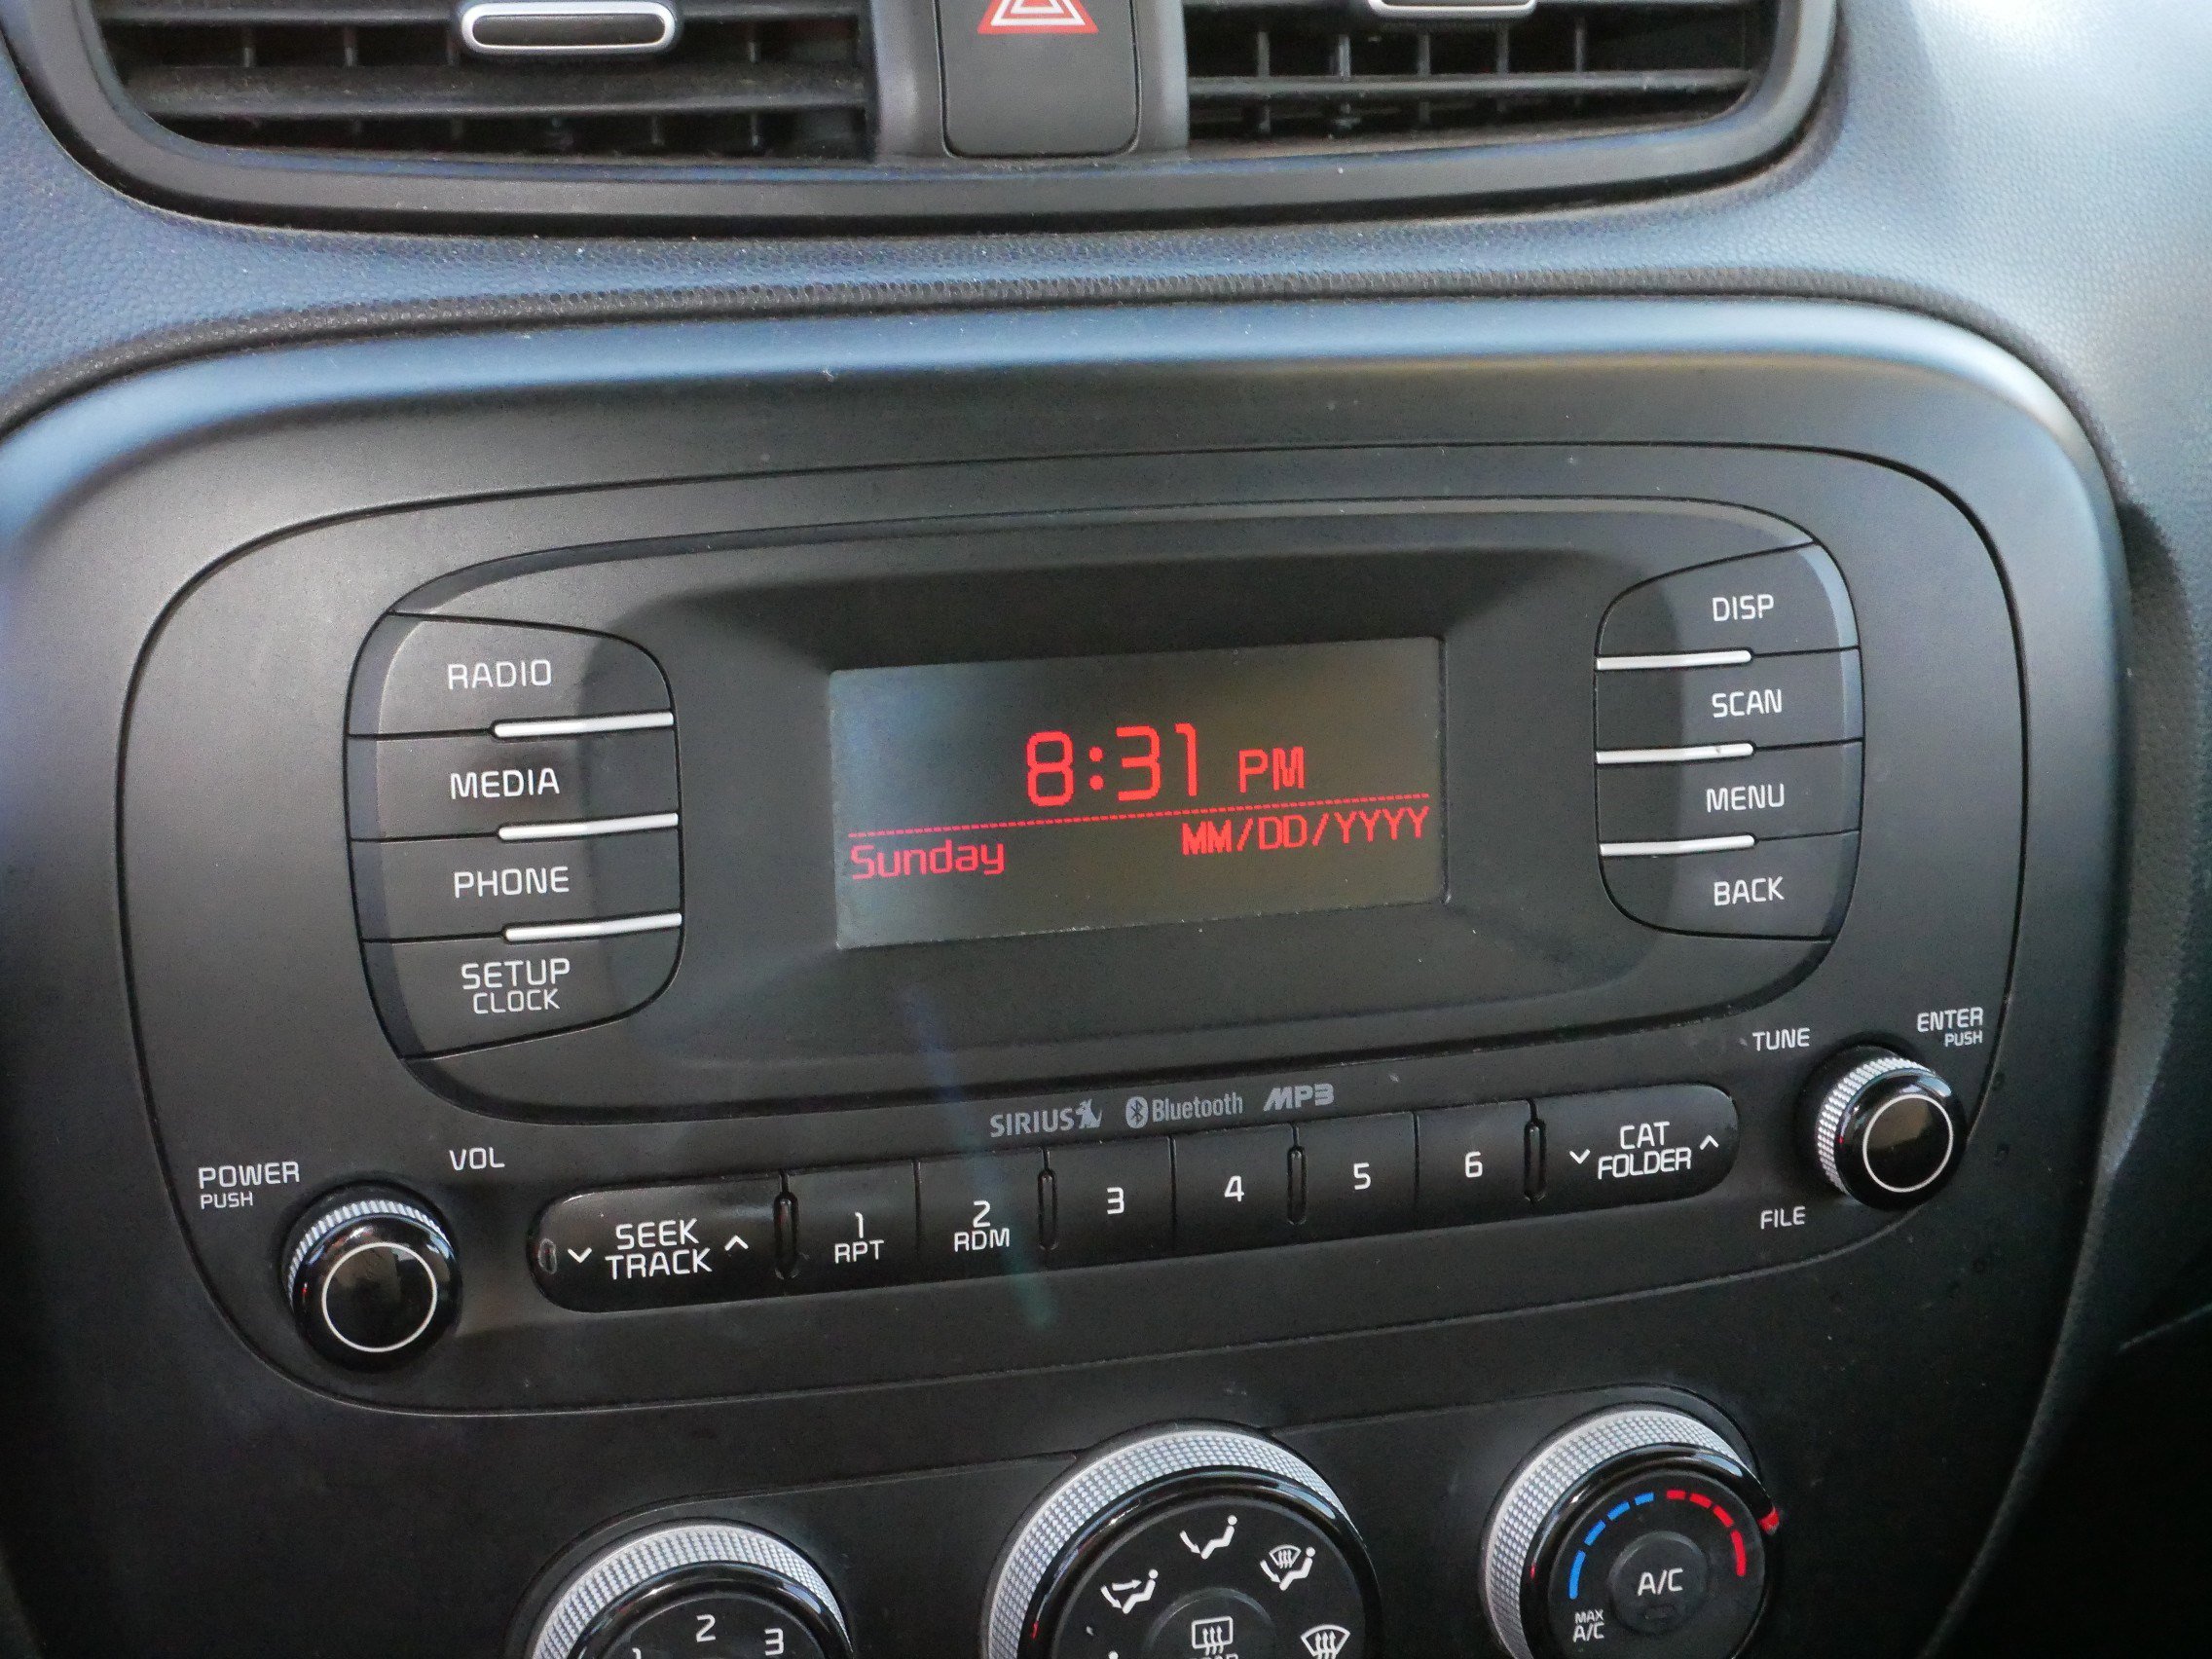 DISP
RADIO
SCAN
MEDIA
8:31 PM
MENU
Sunday MM/DD/YYYY
PHONE
BACK
SETUP
CLOCK
ENTER
PUSH
TUNE
SIRIUS Bluetooth MP3
POWER
PUSH
VOL
SEEK
TRACK
1
RPT
2
RDM
3
4
5
6
CAT
FOLDER
FILE
2
3
A/C
MAX
A/C